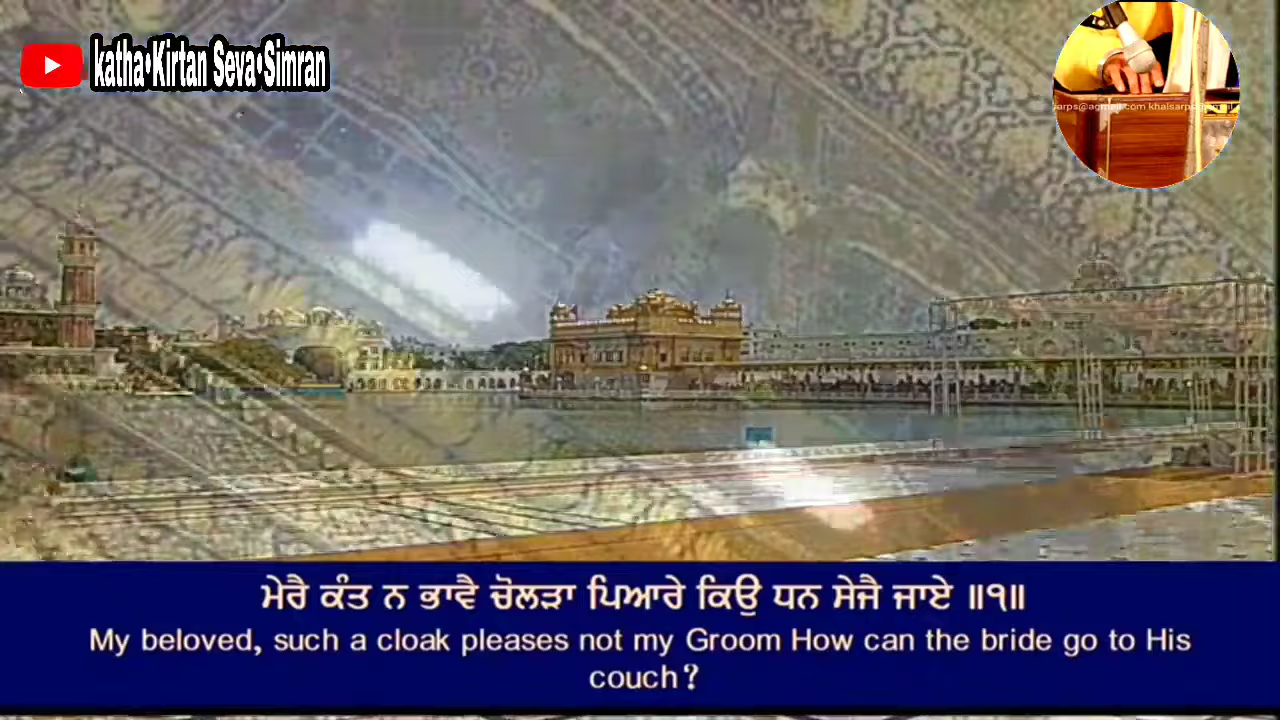 katha•Kirtan Seva•Simran
ਮੇਰੈ ਕੰਤ ਨ ਭਾਵੈ ਚੋਲੜਾ ਪਿਆਰੇ ਕਿਉ ਧਨ ਸੇਜੈ ਜਾਏ ॥੧॥
My beloved, such a cloak pleases not my Groom How can the bride go to His
couch?